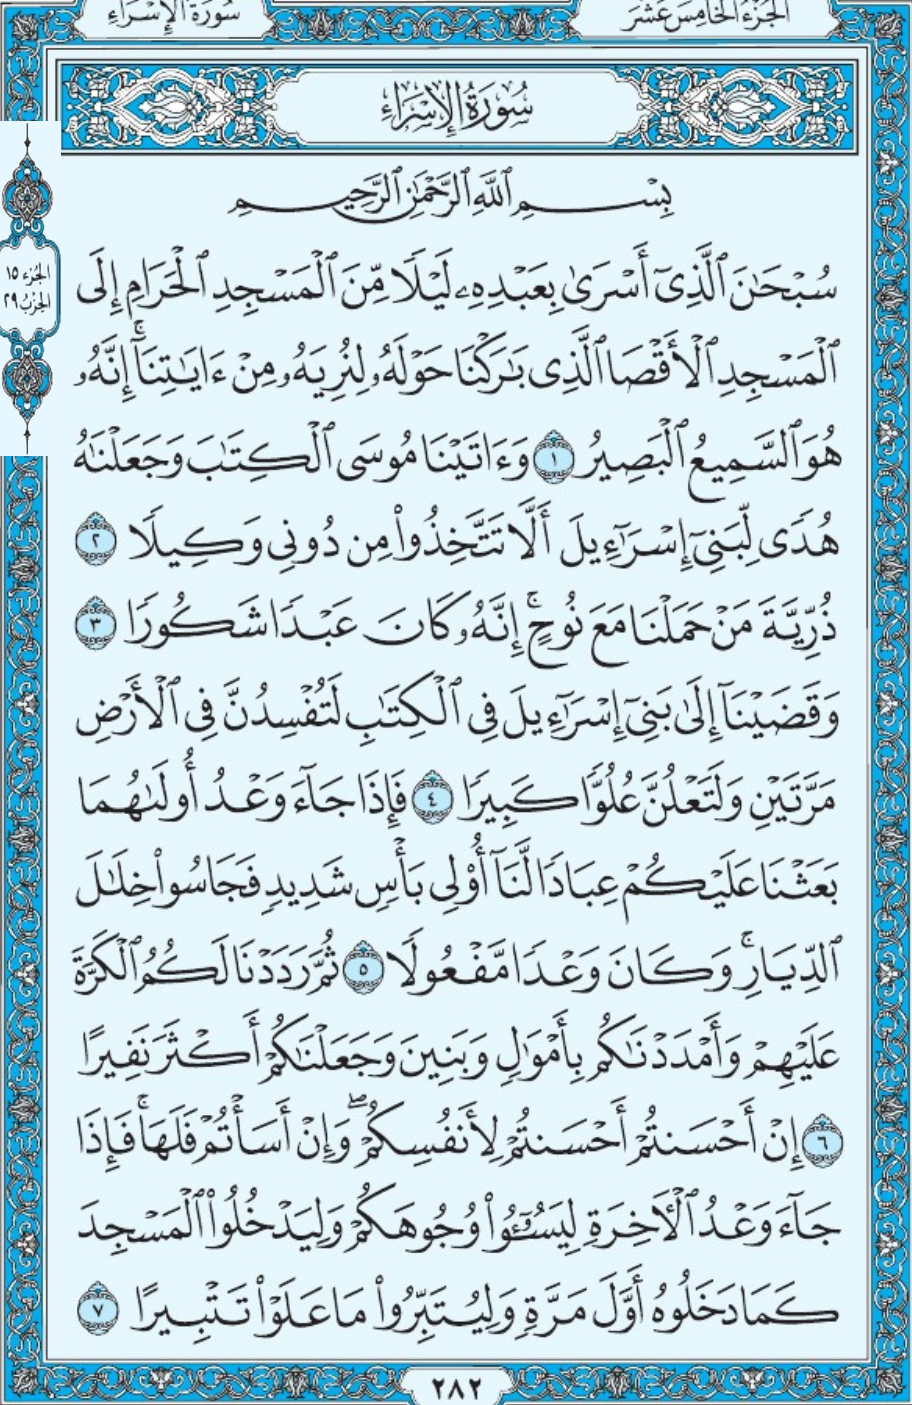 الجُزْءُ الخَامِسَ عَشَرَ
سُورَةُ الإِسْرَاءِ
سُورَةُ الإِسْرَاءِ
الجزء ١٥
الحزب ٢٩
بِسْمِ ٱللَّهِ ٱلرَّحْمَٰنِ ٱلرَّحِيمِ
سُبْحَٰنَ ٱلَّذِىٓ أَسْرَىٰ بِعَبْدِهِۦ لَيْلًا مِّنَ ٱلْمَسْجِدِ ٱلْحَرَامِ إِلَى
ٱلْمَسْجِدِ ٱلْأَقْصَا ٱلَّذِى بَٰرَكْنَا حَوْلَهُۥ لِنُرِيَهُۥ مِنْ ءَايَٰتِنَآ ۚ إِنَّهُۥ
هُوَ ٱلسَّمِيعُ ٱلْبَصِيرُ ١ وَءَاتَيْنَا مُوسَى ٱلْكِتَٰبَ وَجَعَلْنَٰهُ
هُدًى لِّبَنِىٓ إِسْرَٰٓءِيلَ أَلَّا تَتَّخِذُوا۟ مِن دُونِى وَكِيلًا ٢
ذُرِّيَّةَ مَنْ حَمَلْنَا مَعَ نُوحٍ ۚ إِنَّهُۥ كَانَ عَبْدًا شَكُورًا ٣
وَقَضَيْنَآ إِلَىٰ بَنِىٓ إِسْرَٰٓءِيلَ فِى ٱلْكِتَٰبِ لَتُفْسِدُنَّ فِى ٱلْأَرْضِ
مَرَّتَيْنِ وَلَتَعْلُنَّ عُلُوًّا كَبِيرًا ٤ فَإِذَا جَآءَ وَعْدُ أُولَىٰهُمَا
بَعَثْنَا عَلَيْكُمْ عِبَادًا لَّنَآ أُو۟لِى بَأْسٍ شَدِيدٍ فَجَاسُوا۟ خِلَٰلَ
ٱلدِّيَارِ ۚ وَكَانَ وَعْدًا مَّفْعُولًا ٥ ثُمَّ رَدَدْنَا لَكُمُ ٱلْكَرَّةَ
عَلَيْهِمْ وَأَمْدَدْنَٰكُم بِأَمْوَٰلٍ وَبَنِينَ وَجَعَلْنَٰكُمْ أَكْثَرَ نَفِيرًا
٦ إِنْ أَحْسَنتُمْ أَحْسَنتُمْ لِأَنفُسِكُمْ ۖ وَإِنْ أَسَأْتُمْ فَلَهَا ۚ فَإِذَا
جَآءَ وَعْدُ ٱلْءَاخِرَةِ لِيَسُـۥٓـُٔوا۟ وُجُوهَكُمْ وَلِيَدْخُلُوا۟ ٱلْمَسْجِدَ
كَمَا دَخَلُوهُ أَوَّلَ مَرَّةٍ وَلِيُتَبِّرُوا۟ مَا عَلَوْا۟ تَتْبِيرًا ٧
٢٨٢